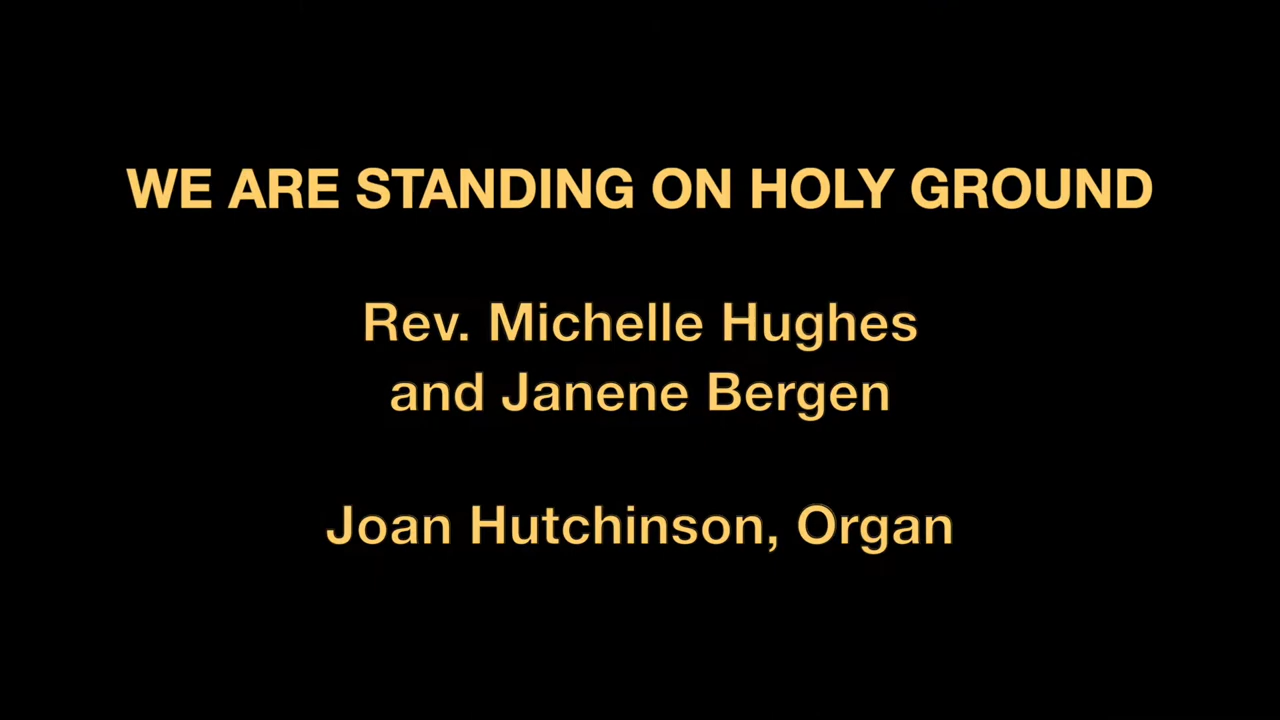 WE ARE STANDING ON HOLY GROUND
Rev. Michelle Hughes
and Janene Bergen
Joan Hutchinson, Organ